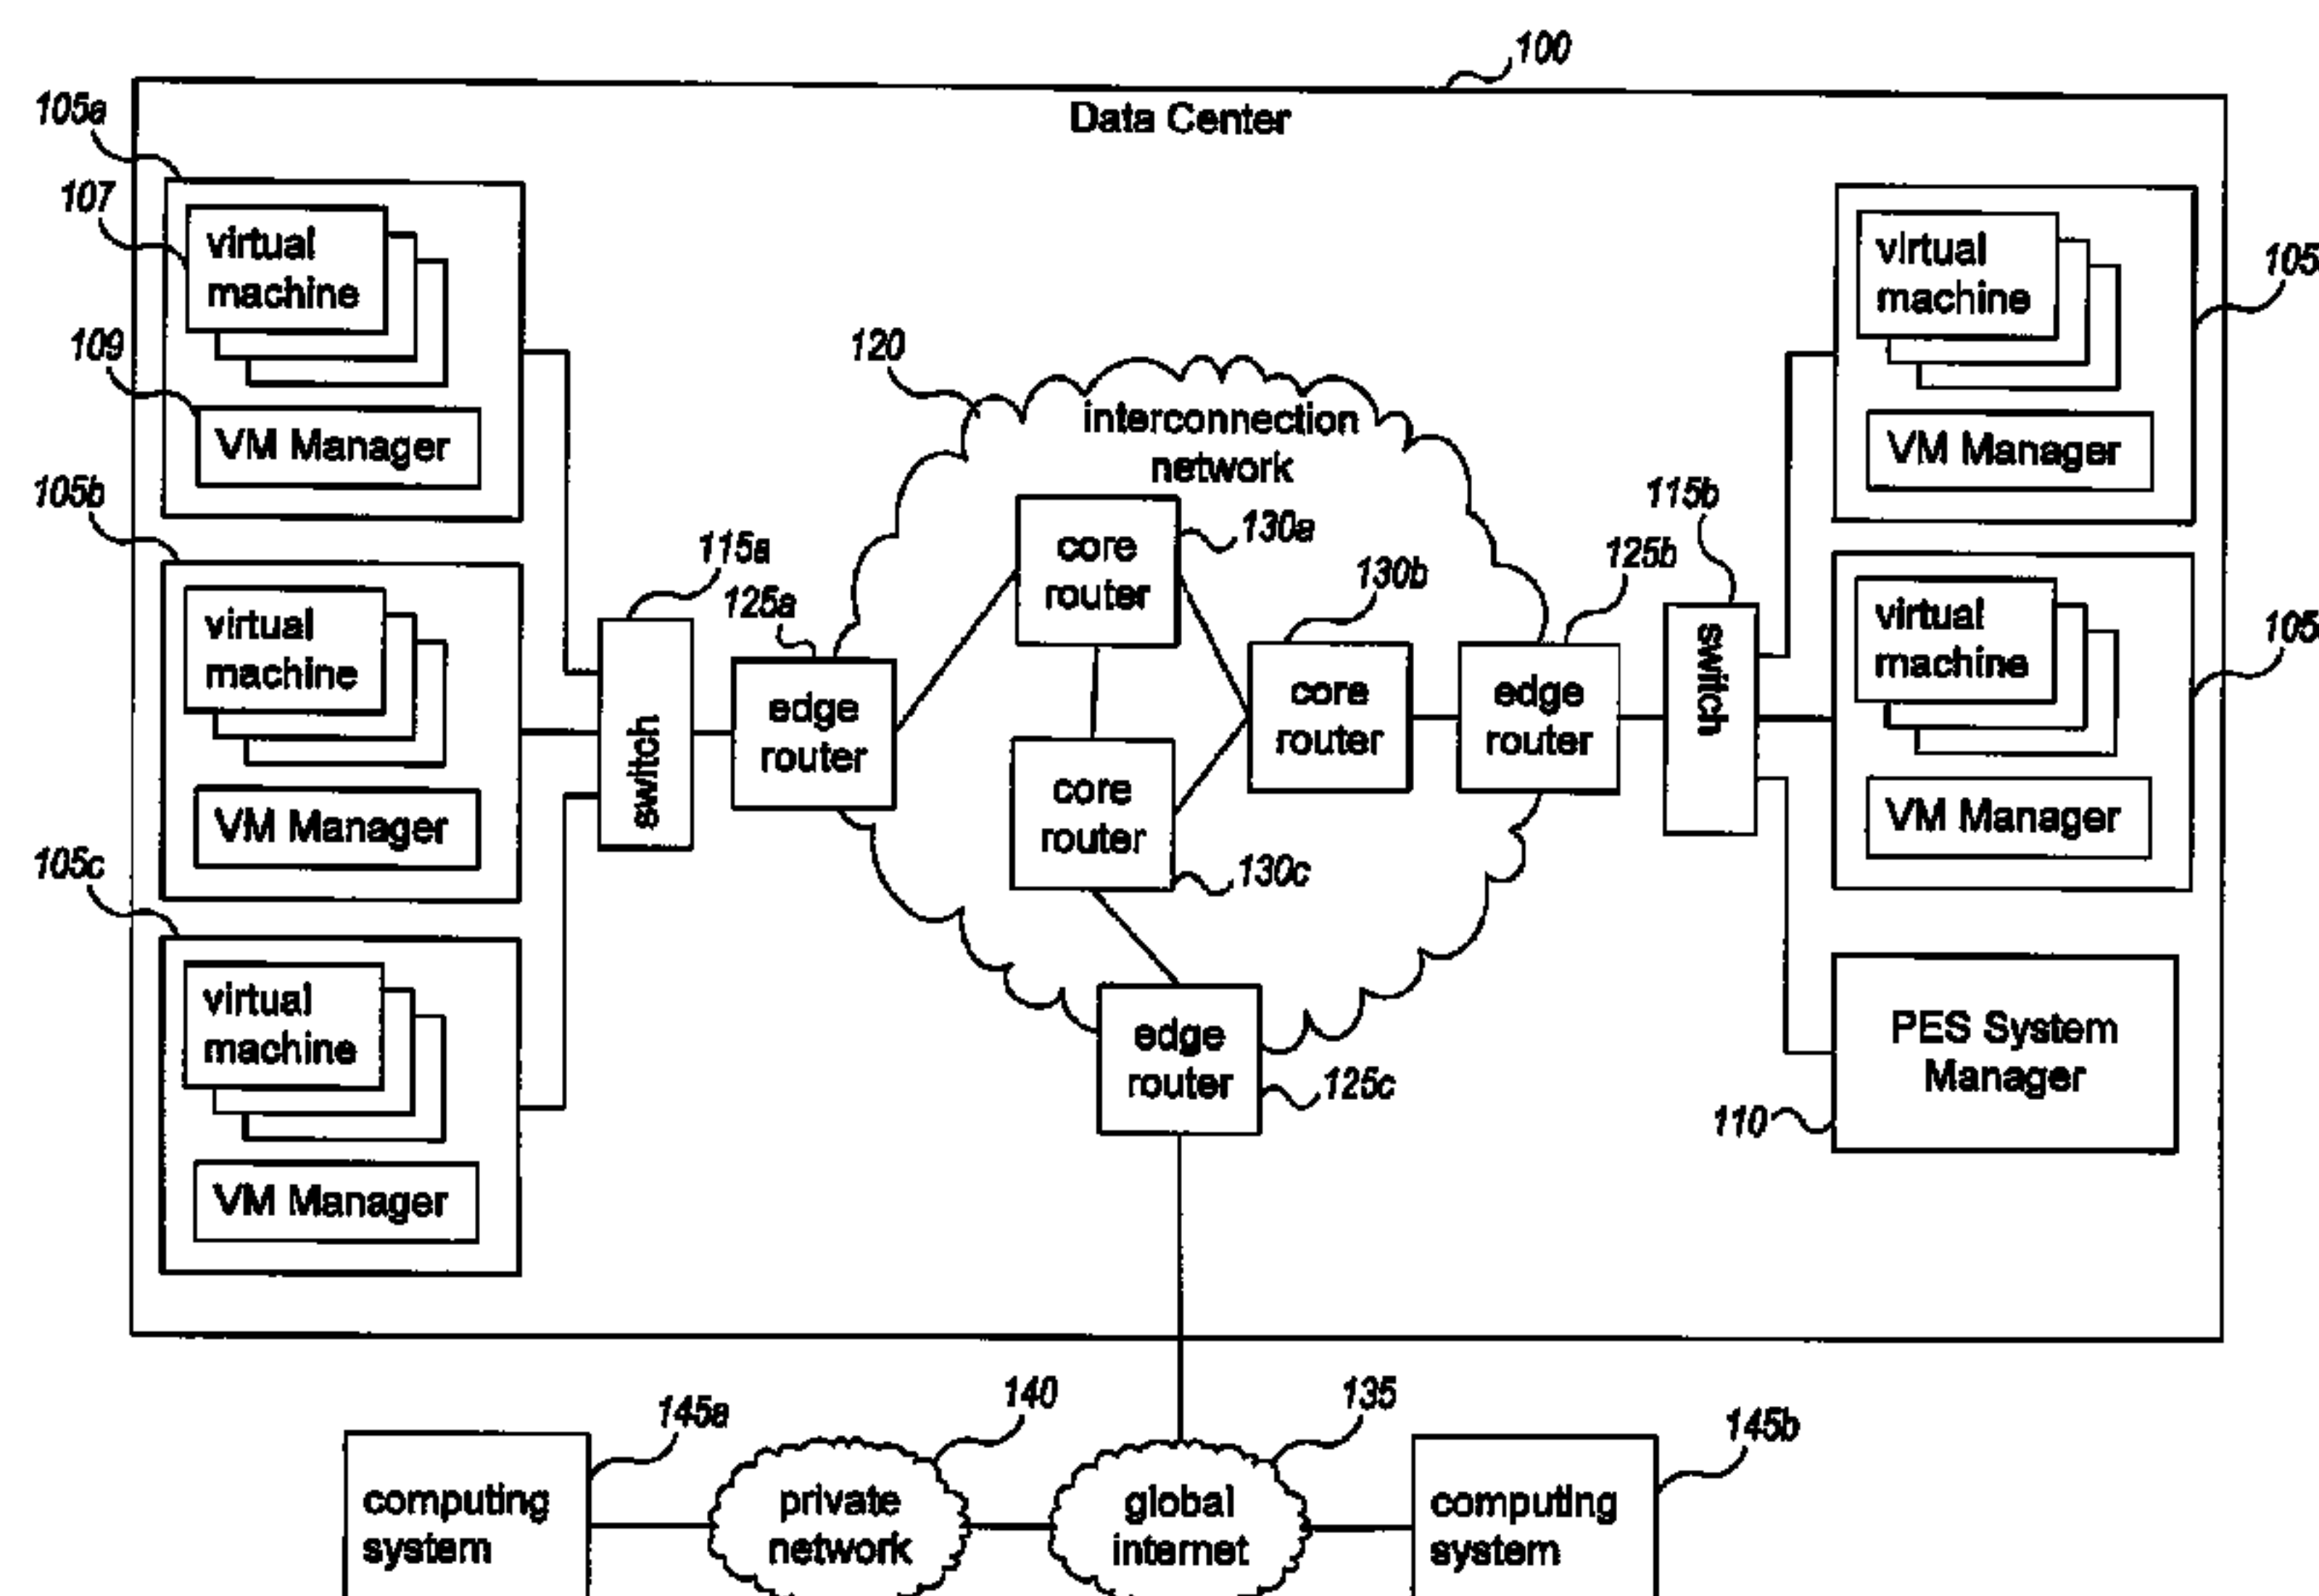 100
Data Center
105a
107
virtual
machine
109
VM Manager
105b
virtual
machine
VM Manager
105c
virtual
machine
VM Manager
115a
switch
125a
edge
router
120
interconnection
network
core
router
130a
core
router
130b
core
router
130c
edge
router
125b
edge
router
125c
115b
switch
virtual
machine
VM Manager
105
virtual
machine
VM Manager
105
PES System
Manager
110
145a
computing
system
140
private
network
135
global
internet
145b
computing
system